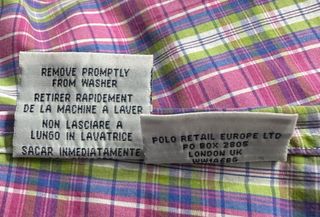 REMOVE PROMPTLY
FROM WASHER
RETIRER RAPIDEMENT
DE LA MACHINE A LAVER
NON LASCIARE A
LUNGO IN LAVATRICE
SACAR INMEDIATAMENTE
POLO RETAIL EUROPE LTD
PO BOX 2805
LONDON UK